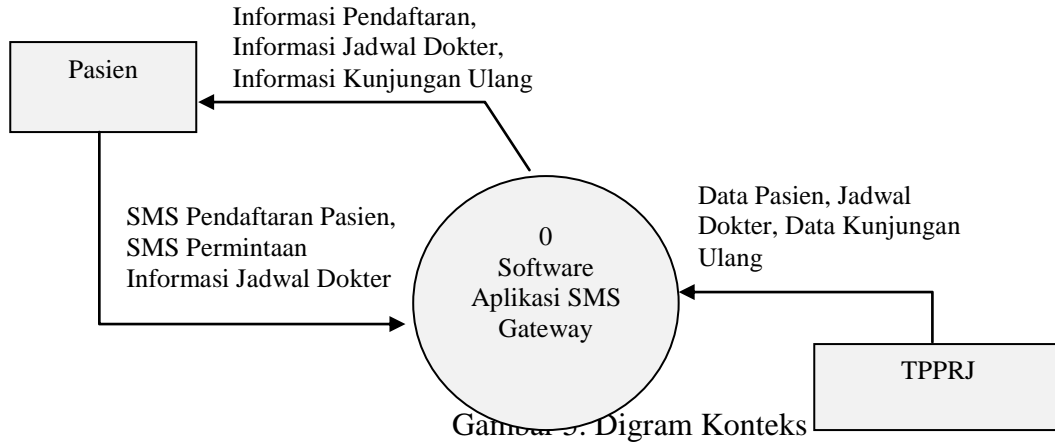 Informasi Pendaftaran,
Informasi Jadwal Dokter,
Informasi Kunjungan Ulang
Pasien
SMS Pendaftaran Pasien,
SMS Permintaan
Informasi Jadwal Dokter
0
Software
Aplikasi SMS
Gateway
Data Pasien, Jadwal
Dokter, Data Kunjungan
Ulang
TPPRJ
Digram Konteks